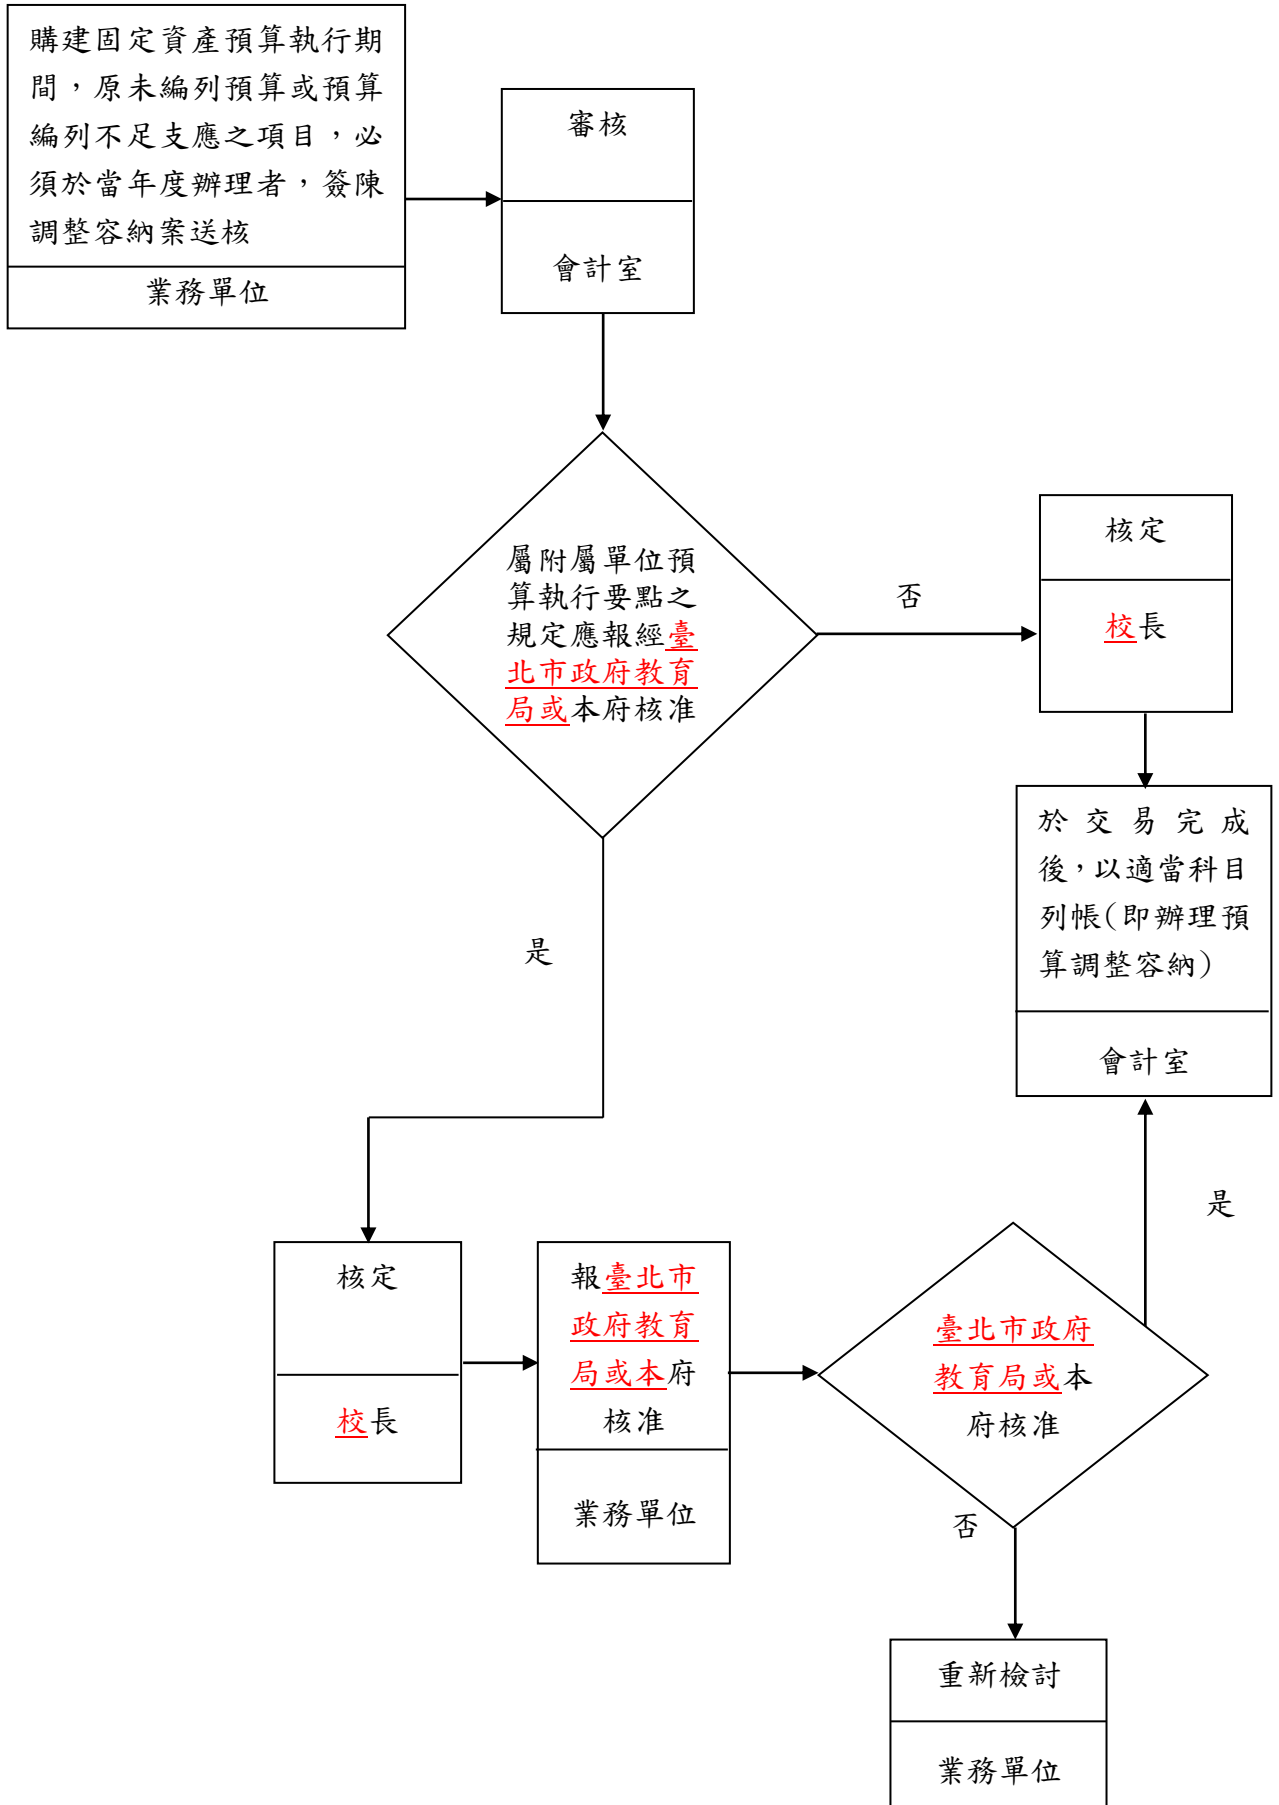 購建固定資產預算執行期
間，原未編列預算或預算
編列不足支應之項目，必
須於當年度辦理者，簽陳
調整容納案送核
業務單位
審核
會計室
屬附屬單位預
算執行要點之
規定應報經臺
北市政府教育
局或本府核准
否
核定
校長
於交易完成
後，以適當科目
列帳(即辦理預
算調整容納)
會計室
是
是
核定
校長
報臺北市
政府教育
局或本府
核准
業務單位
臺北市政府
教育局或本
府核准
否
重新檢討
業務單位